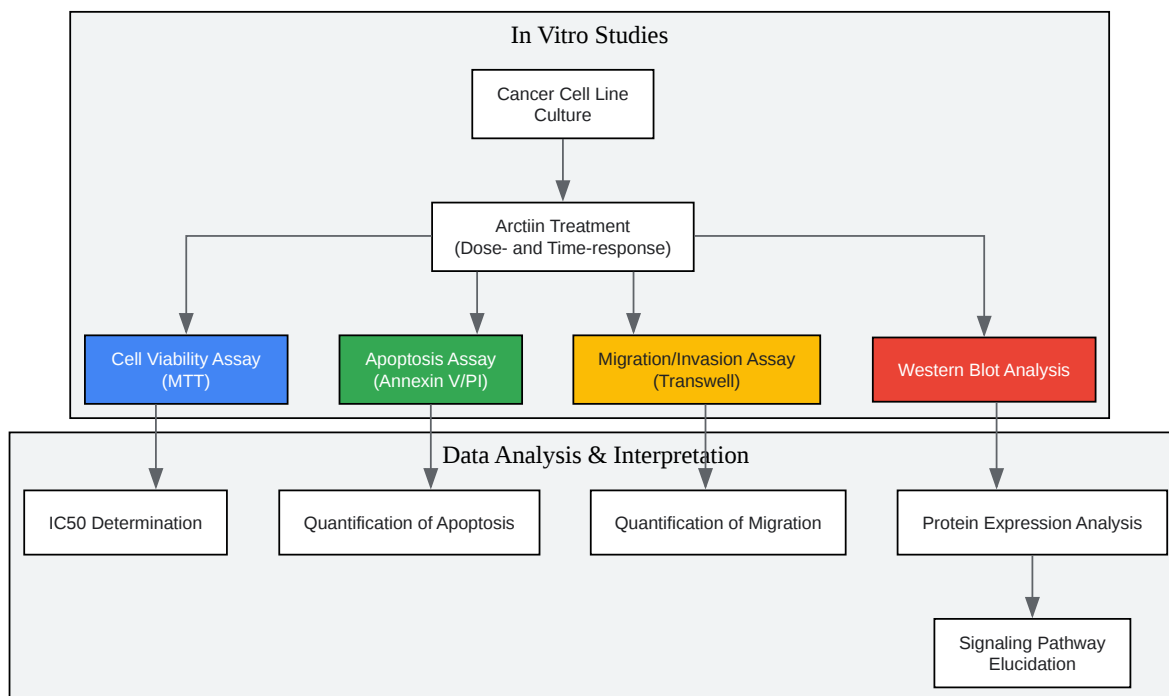 In Vitro Studies
Cancer Cell Line
Culture
Arctiin Treatment
(Dose- and Time-response)
Cell Viability Assay
(MTT)
Apoptosis Assay
(Annexin V/PI)
Migration/Invasion Assay
(Transwell)
Western Blot Analysis
Data Analysis & Interpretation
IC50 Determination
Quantification of Apoptosis
Quantification of Migration
Protein Expression Analysis
Signaling Pathway
Elucidation